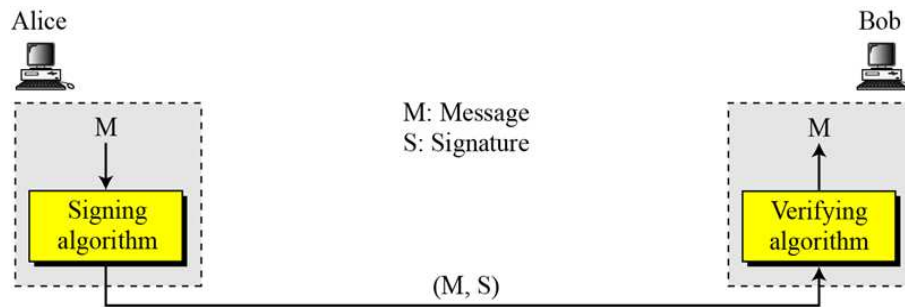 Alice
Bob
M
M: Message
S: Signature
M
Signing
algorithm
Verifying
algorithm
(M, S)